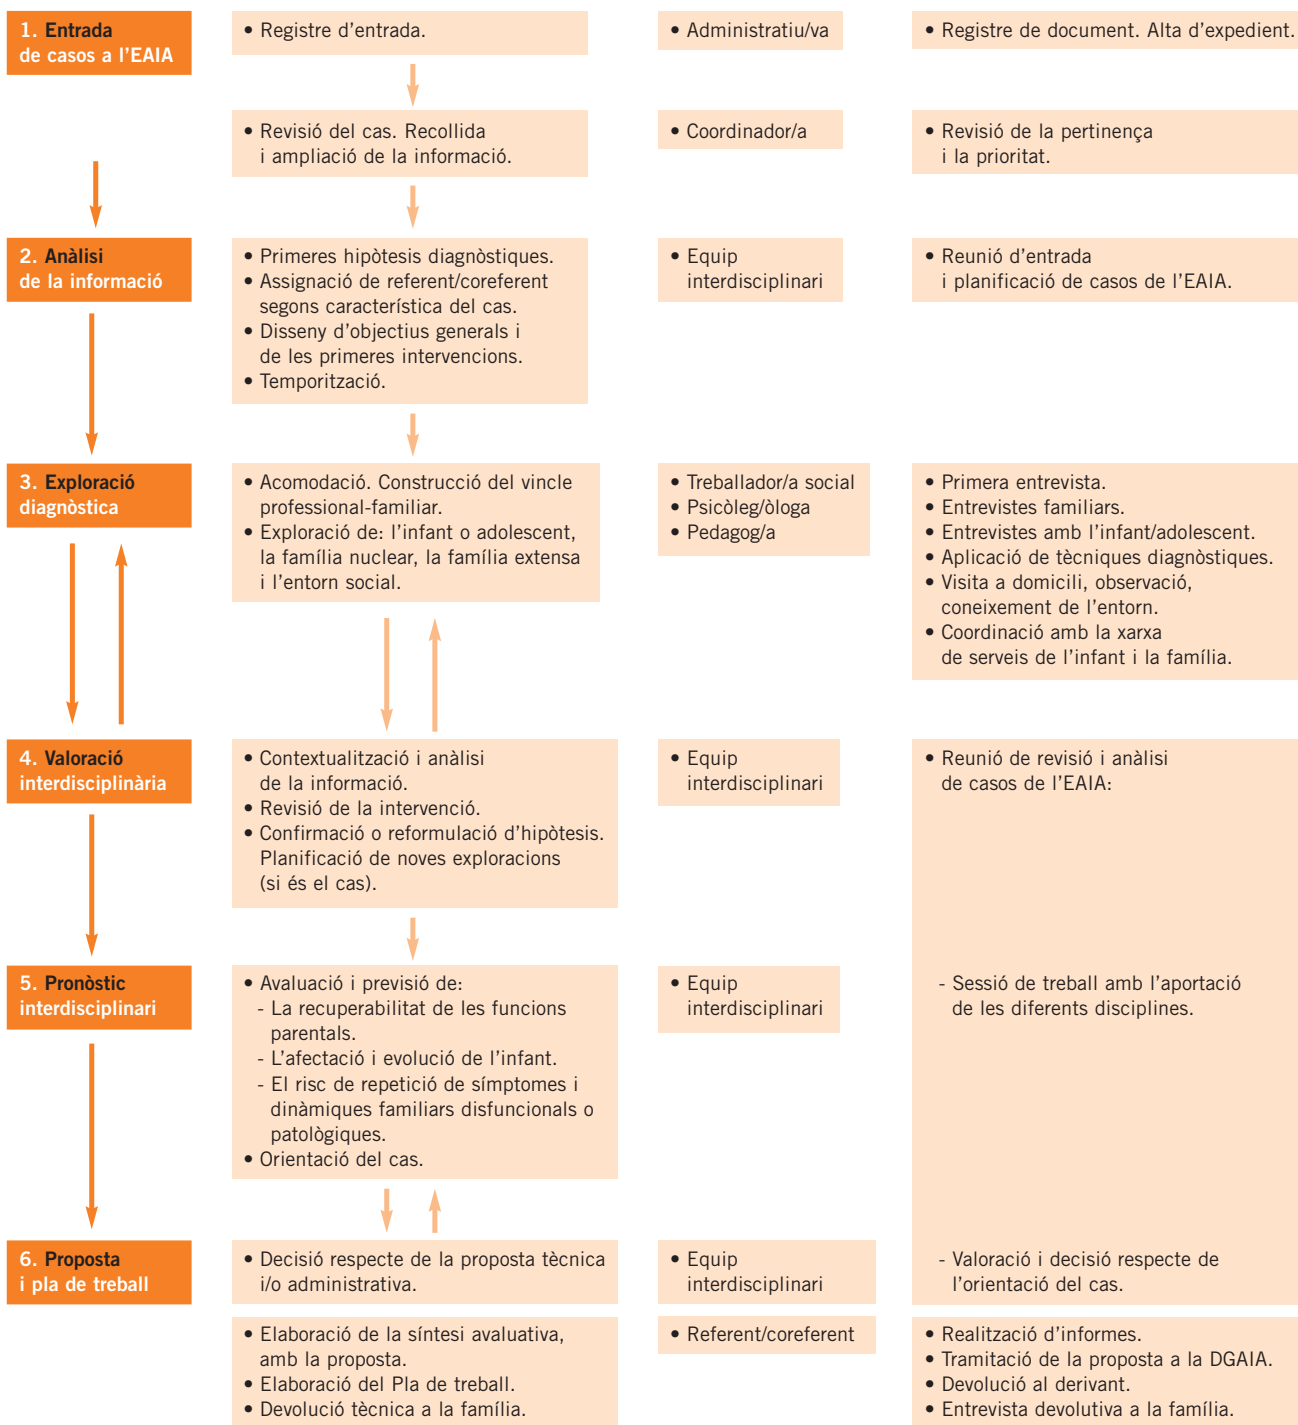 1. Entrada
de casos a l’EAIA
• Registre d’entrada.
• Administratiu/va
• Registre de document. Alta d’expedient.
• Revisió del cas. Recollida
i ampliació de la informació.
• Coordinador/a
• Revisió de la pertinença
i la prioritat.
2. Anàlisi
de la informació
• Primeres hipòtesis diagnòstiques.
• Assignació de referent/coreferent
segons característica del cas.
• Disseny d’objectius generals i
de les primeres intervencions.
• Temporització.
• Equip
interdisciplinari
• Reunió d’entrada
i planificació de casos de l’EAIA.
3. Exploració
diagnòstica
• Acomodació. Construcció del vincle
professional-familiar.
• Exploració de: l’infant o adolescent,
la família nuclear, la família extensa
i l’entorn social.
• Treballador/a social
• Psicòleg/òloga
• Pedagog/a
• Primera entrevista.
• Entrevistes familiars.
• Entrevistes amb l’infant/adolescent.
• Aplicació de tècniques diagnòstiques.
• Visita a domicili, observació,
coneixement de l’entorn.
• Coordinació amb la xarxa
de serveis de l’infant i la família.
4. Valoració
interdisciplinària
• Contextualització i anàlisi
de la informació.
• Revisió de la intervenció.
• Confirmació o reformulació d’hipòtesis.
Planificació de noves exploracions
(si és el cas).
• Equip
interdisciplinari
• Reunió de revisió i anàlisi
de casos de l’EAIA:
5. Pronòstic
interdisciplinari
• Avaluació i previsió de:
- La recuperabilitat de les funcions
parentals.
- L’afectació i evolució de l’infant.
- El risc de repetició de símptomes i
dinàmiques familiars disfuncionals o
patològiques.
• Orientació del cas.
• Equip
interdisciplinari
- Sessió de treball amb l’aportació
de les diferents disciplines.
6. Proposta
i pla de treball
• Decisió respecte de la proposta tècnica
i/o administrativa.
• Equip
interdisciplinari
- Valoració i decisió respecte de
l’orientació del cas.
• Elaboració de la síntesi avaluativa,
amb la proposta.
• Elaboració del Pla de treball.
• Devolució tècnica a la família.
• Referent/coreferent
• Realització d’informes.
• Tramitació de la proposta a la DGAIA.
• Devolució al derivant.
• Entrevista devolutiva a la família.